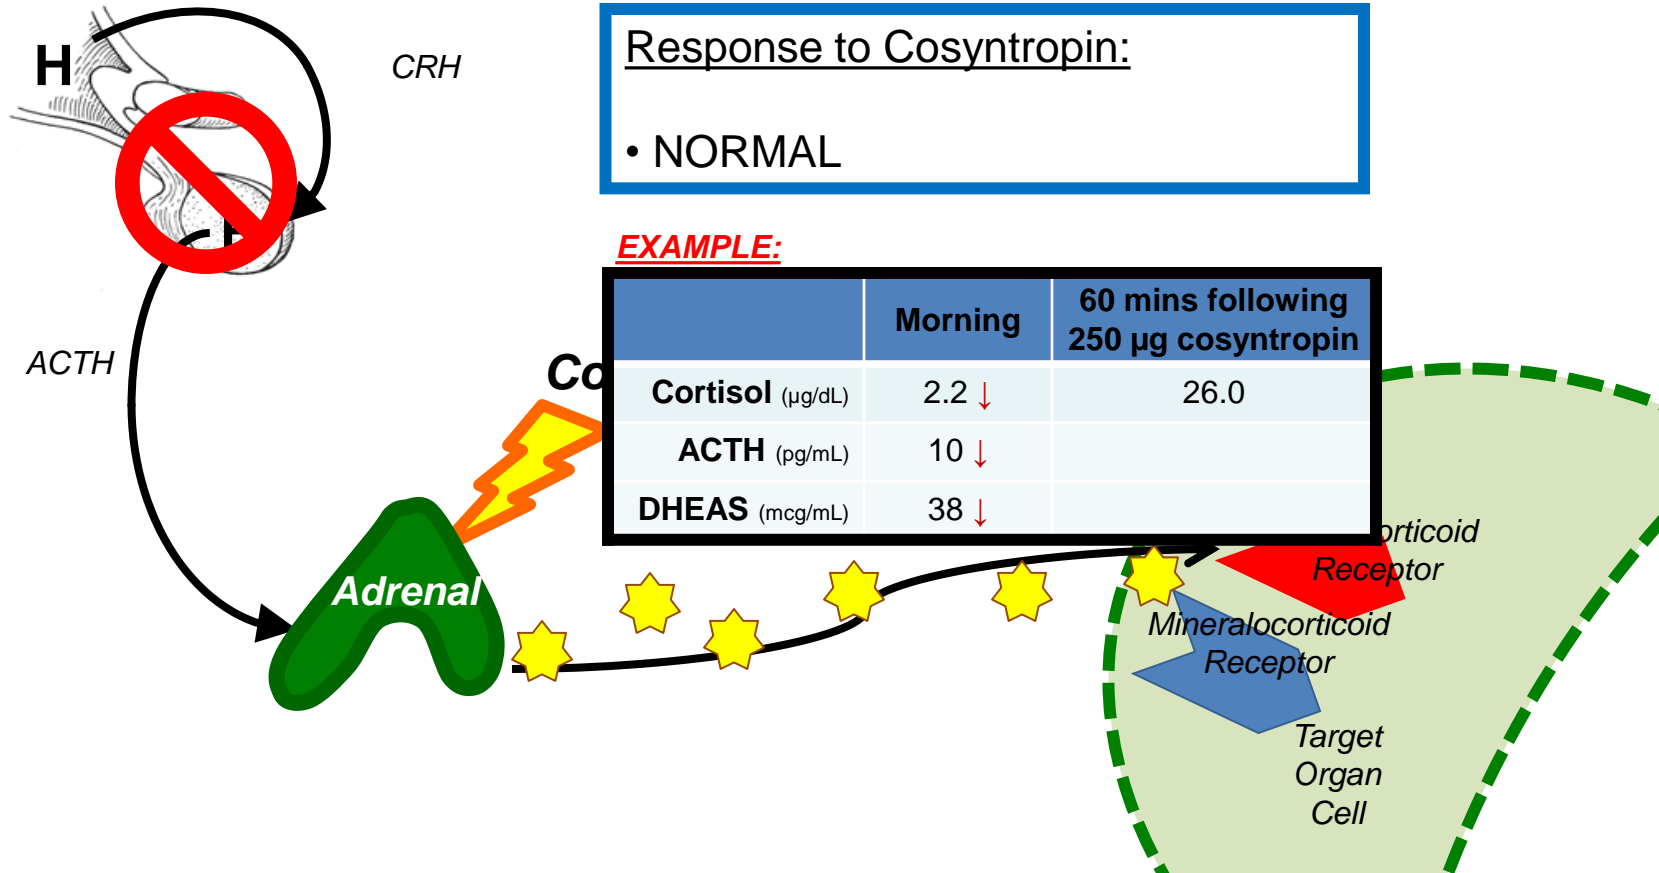 H
CRH
Response to Cosyntropin:
• NORMAL
EXAMPLE:
Morning
60 mins following
250 µg cosyntropin
Cortisol (µg/dL) 2.2 ↓ 26.0
ACTH (pg/mL) 10 ↓
DHEAS (mcg/mL) 38 ↓
ACTH
Co
Adrenal
orticoid
Receptor
Mineralocorticoid
Receptor
Target
Organ
Cell